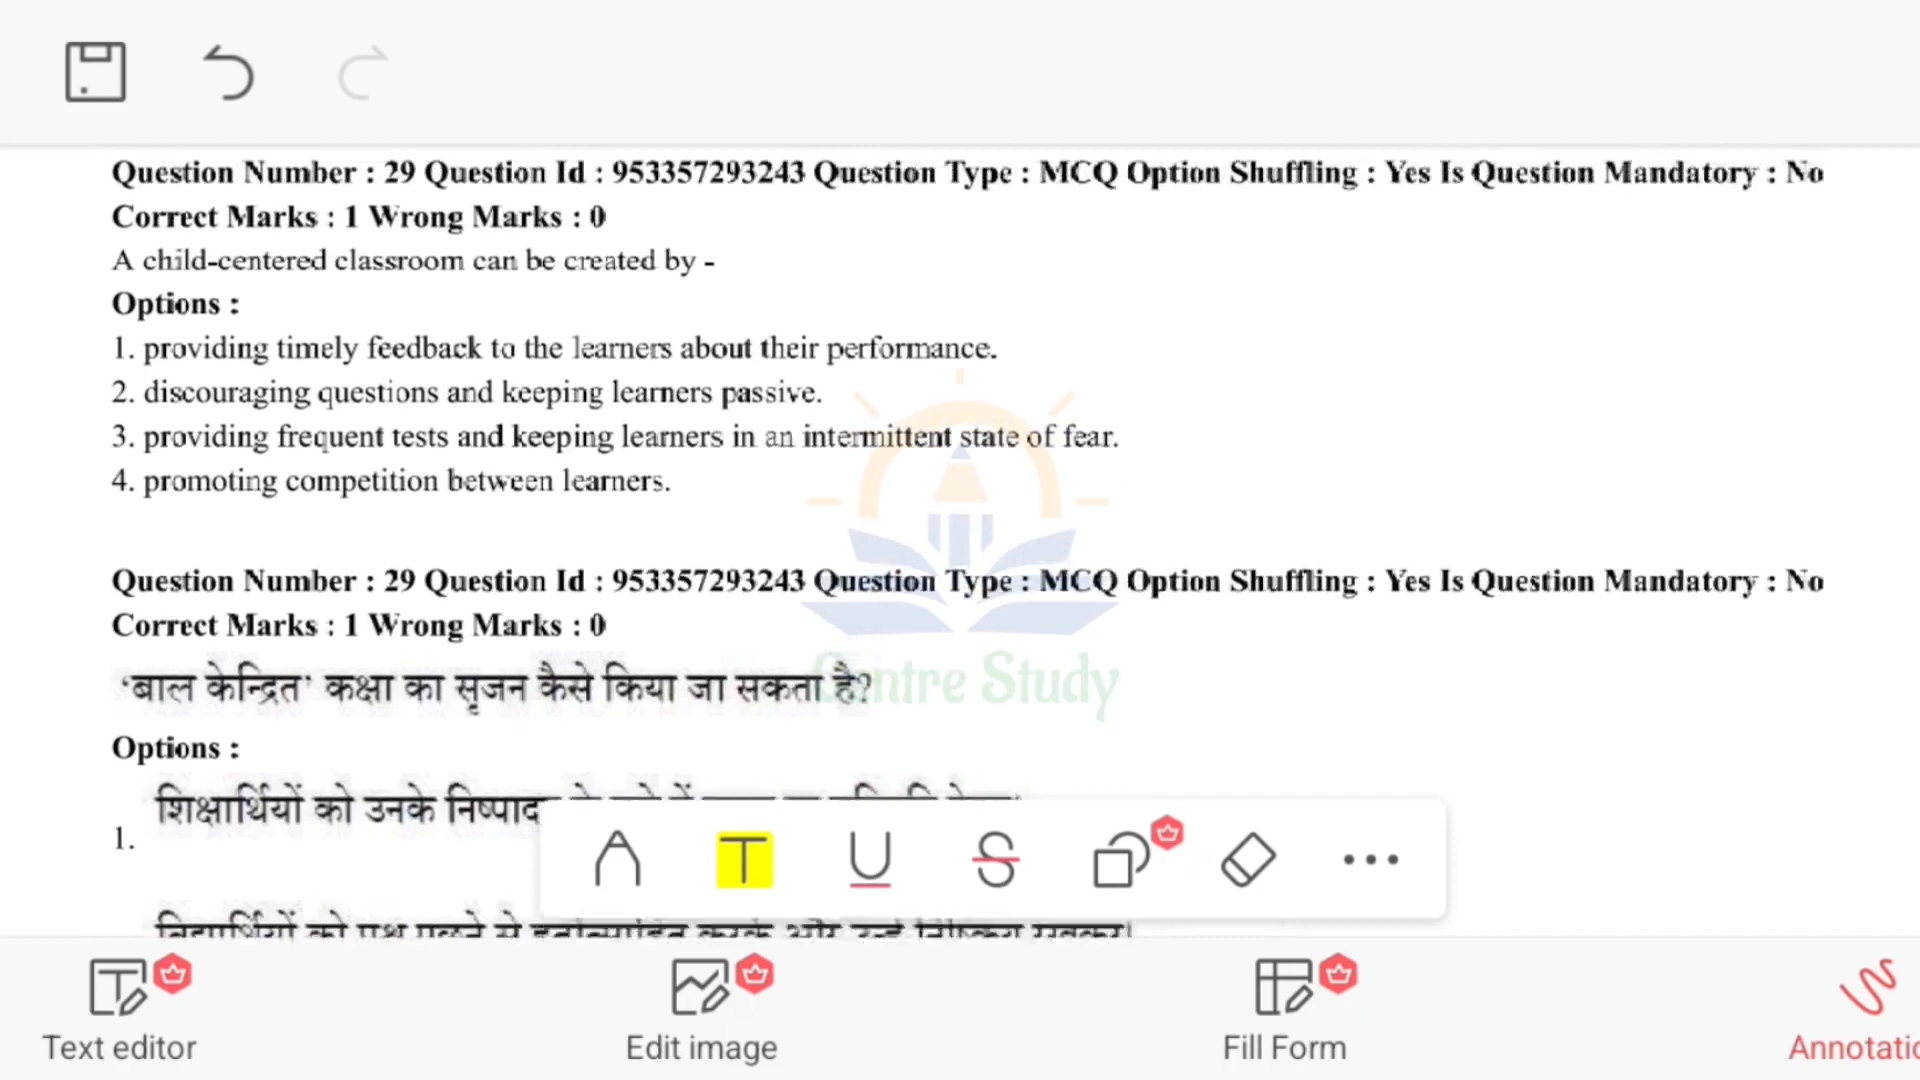 Question Number : 29 Question Id : 953357293243 Question Type : MCQ Option Shuffling : Yes Is Question Mandatory : No
Correct Marks : 1 Wrong Marks : 0
A child-centered classroom can be created by -
Options :
1. providing timely feedback to the learners about their performance.
2. discouraging questions and keeping learners passive.
3. providing frequent tests and keeping learners in an intermittent state of fear.
4. promoting competition between learners.
Question Number : 29 Question Id : 953357293243 Question Type : MCQ Option Shuffling : Yes Is Question Mandatory : No
Correct Marks : 1 Wrong Marks : 0
‘बाल केन्द्रित’ कक्षा का सृजन कैसे किया जा सकता है?
Centre Study
Options :
शिक्षार्थियों को उनके
1.
Text editor
Edit image
Fill Form